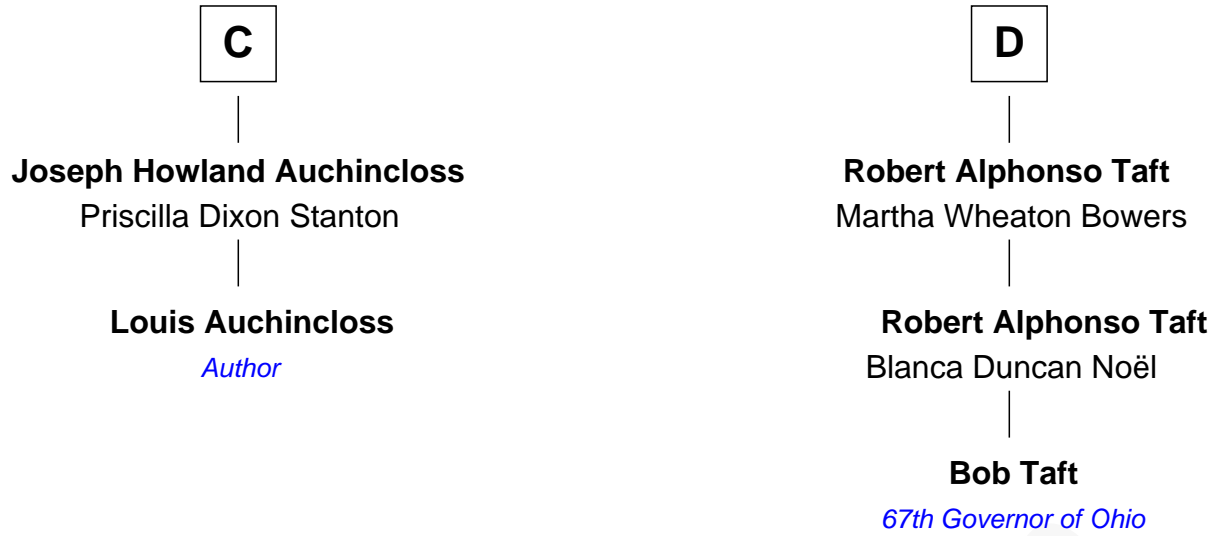 C
Joseph Howland Auchincloss
Priscilla Dixon Stanton
Louis Auchincloss
Author
D
Robert Alphonso Taft
Martha Wheaton Bowers
Robert Alphonso Taft
Blanca Duncan Noël
Bob Taft
67th Governor of Ohio